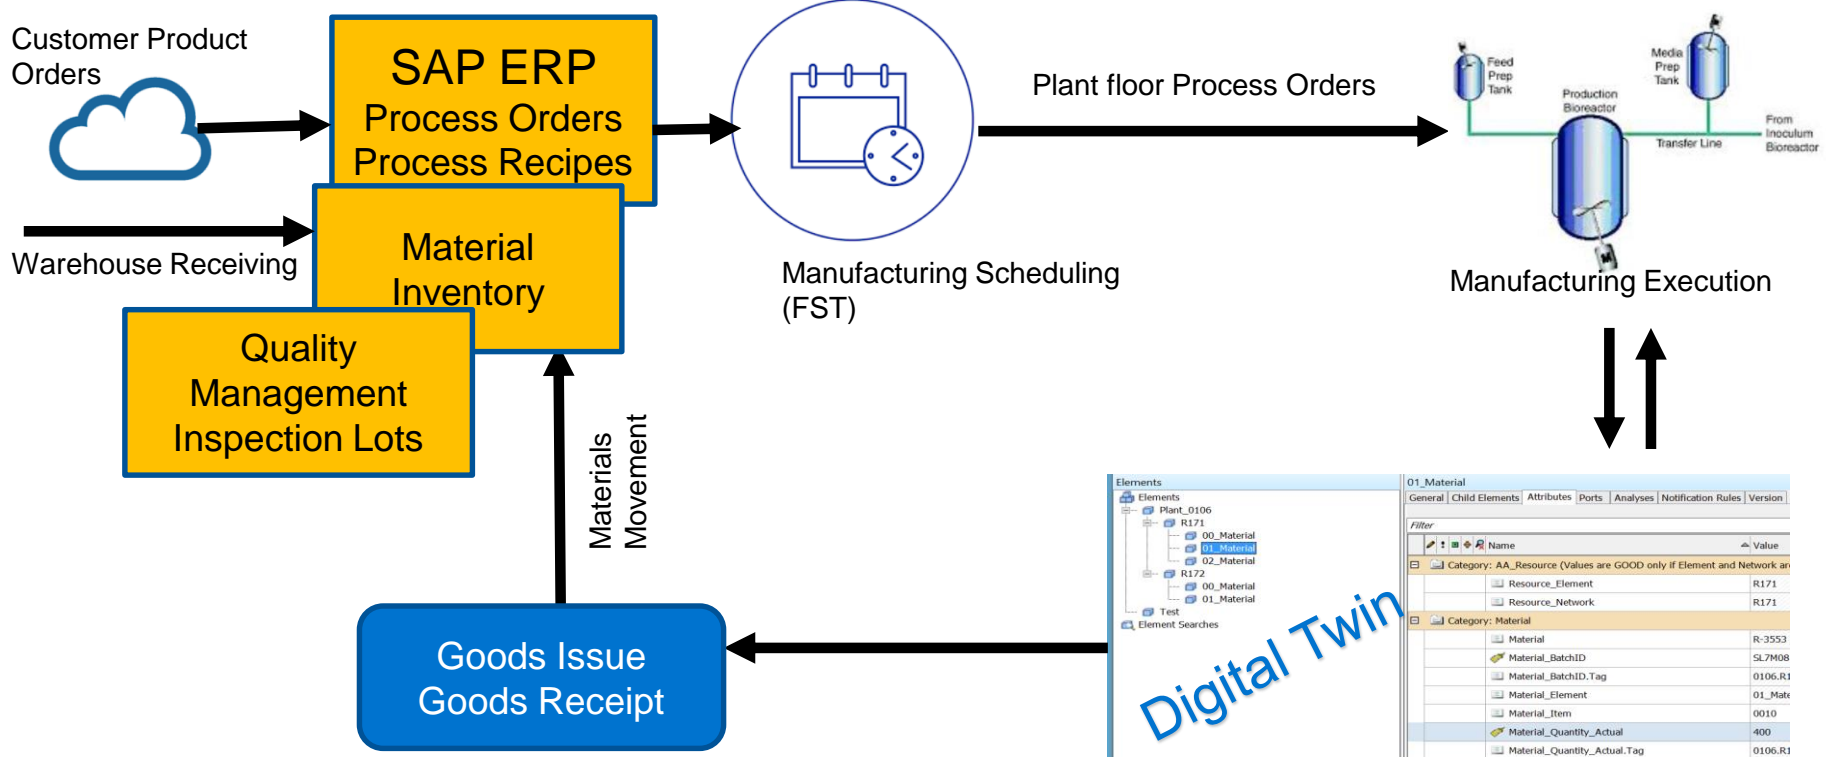 Customer Product
Orders
SAP ERP
Process Orders
Process Recipes
Warehouse Receiving
Material
Inventory
Quality
Management
Inspection Lots
Manufacturing Scheduling
(FST)
Plant floor Process Orders
Feed
Prep
Tank
Media
Prep
Tank
Production
Bioreactor
From
Inoculum
Bioreactor
Transfer Line
M
Manufacturing Execution
Materials
Movement
Goods Issue
Goods Receipt
Elements
Elements
Plant_0106
R171
00_Material
01_Material
02_Material
R172
00_Material
01_Material
Test
Element Searches
Digital Twin
01_Material
General Child Elements Attributes Ports Analyses Notification Rules Version
Filter
Name Value
Category: AA_Resource (Values are GOOD only if Element and Network ar
Resource_Element R171
Resource_Network R171
Category: Material
Material R-3553
Material_BatchID SL7M08
Material_BatchID.Tag 0106.R1
Material_Element 01_Mate
Material_Item 0010
Material_Quantity_Actual 400
Material_Quantity_Actual.Tag 0106.R1